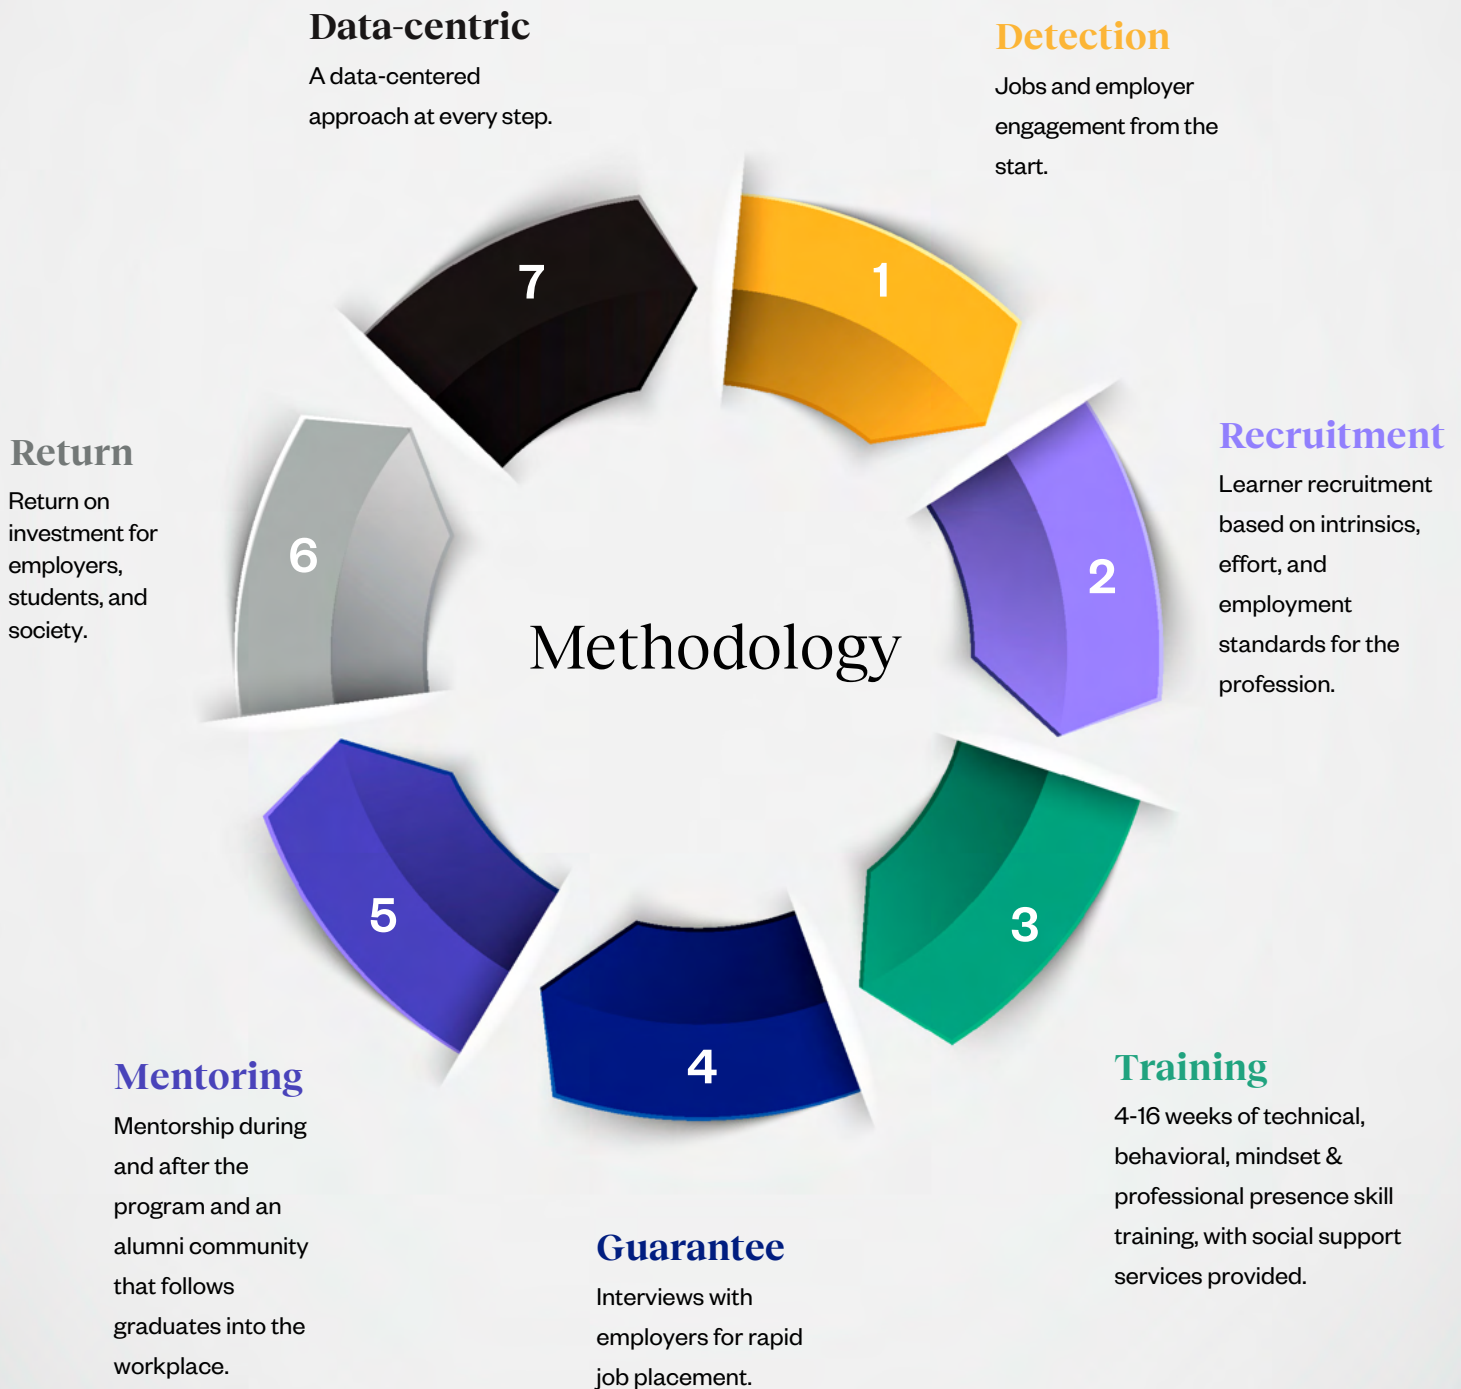 Data-centric
A data-centered
approach at every step.
Detection
Jobs and employer
engagement from the
start.
7
1
Return
Return on
investment for
employers,
students, and
society.
6
Recruitment
Learner recruitment
based on intrinsics,
effort, and
employment
standards for the
profession.
2
Methodology
5
3
4
Mentoring
Mentorship during
and after the
program and an
alumni community
that follows
graduates into the
workplace.
Training
4-16 weeks of technical,
behavioral, mindset &
professional presence skill
training, with social support
services provided.
Guarantee
Interviews with
employers for rapid
job placement.